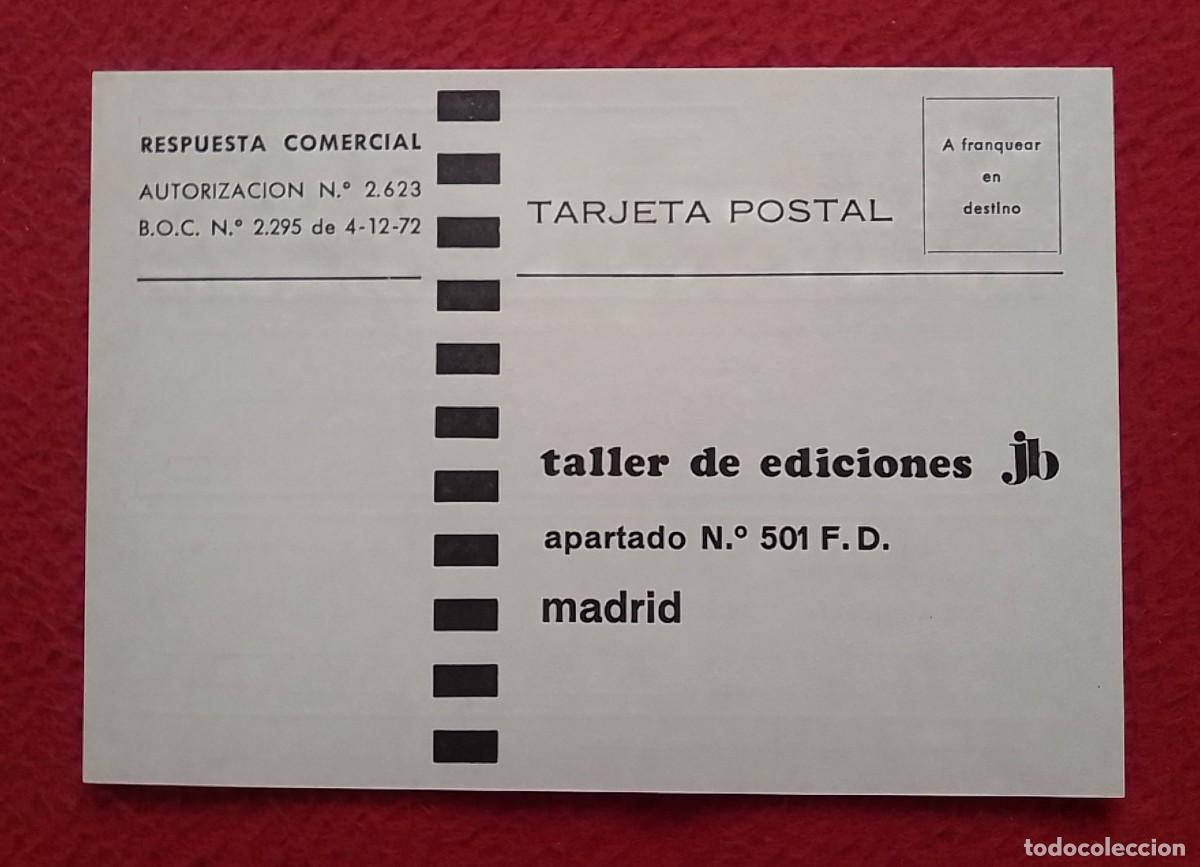 RESPUESTA COMERCIAL
AUTORIZACION N.º 2.623
B.O.C. N.º 2.295 de 4-12-72
TARJETA POSTAL
A franquear
en
destino
taller de ediciones jb
apartado N.º 501 F. D.
madrid
todocoleccion